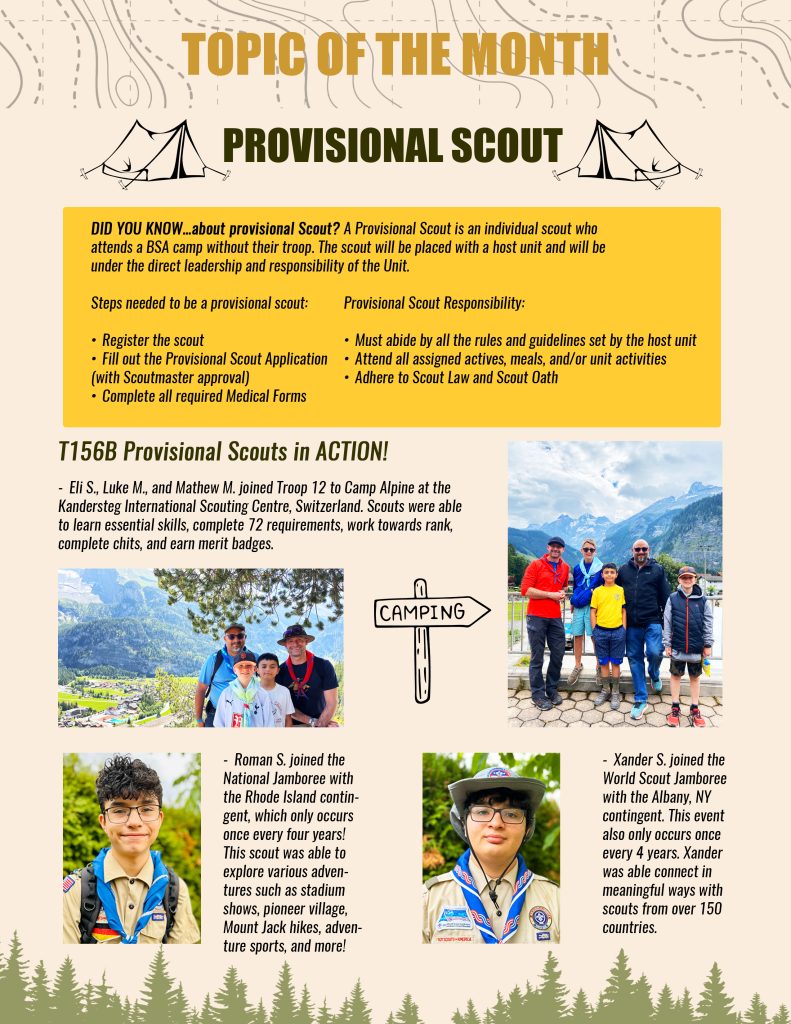 TOPIC OF THE MONTH
PROVISIONAL SCOUT
DID YOU KNOW...about provisional Scout? A Provisional Scout is an individual scout who
attends a BSA camp without their troop. The scout will be placed with a host unit and will be
under the direct leadership and responsibility of the Unit.
Steps needed to be a provisional scout:
• Register the scout
• Fill out the Provisional Scout Application
(with Scoutmaster approval)
• Complete all required Medical Forms
Provisional Scout Responsibility:
• Must abide by all the rules and guidelines set by the host unit
• Attend all assigned actives, meals, and/or unit activities
• Adhere to Scout Law and Scout Oath
T156B Provisional Scouts in ACTION!
- Eli S., Luke M., and Mathew M. joined Troop 12 to Camp Alpine at the
Kandersteg International Scouting Centre, Switzerland. Scouts were able
to learn essential skills, complete 72 requirements, work towards rank,
complete chits, and earn merit badges.
CAMPING
- Roman S. joined the
National Jamboree with
the Rhode Island contin-
gent, which only occurs
once every four years!
This scout was able to
explore various adven-
tures such as stadium
shows, pioneer village,
Mount Jack hikes, adven-
ture sports, and more!
- Xander S. joined the
World Scout Jamboree
with the Albany, NY
contingent. This event
also only occurs once
every 4 years. Xander
was able connect in
meaningful ways with
scouts from over 150
countries.